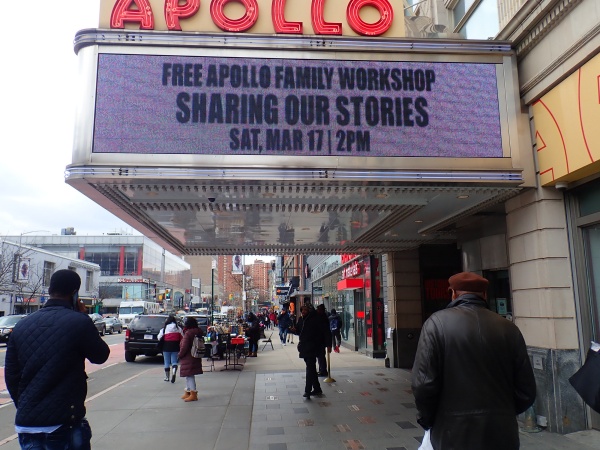 APOLLO
FREE APOLLO FAMILY WORKSHOP
SHARING OUR STORIES
SAT, MAR 17 | 2PM